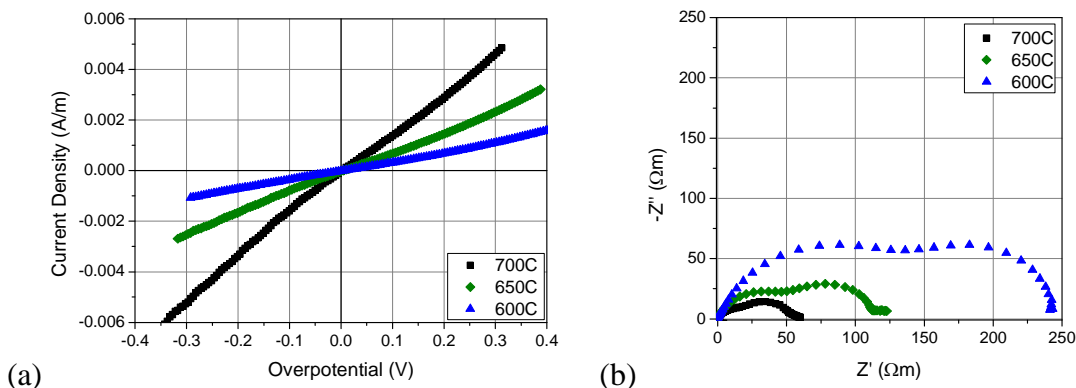 0.006
0.004
0.002
0.000
-0.002
-0.004
-0.006
-0.4 -0.3 -0.2 -0.1 0.0 0.1 0.2 0.3 0.4
Current Density (A/m)
Overpotential (V)
700C
650C
600C
(a)
250
200
150
100
50
0
0 50 100 150 200 250
-Z'' (Ωm)
Z' (Ωm)
700C
650C
600C
(b)